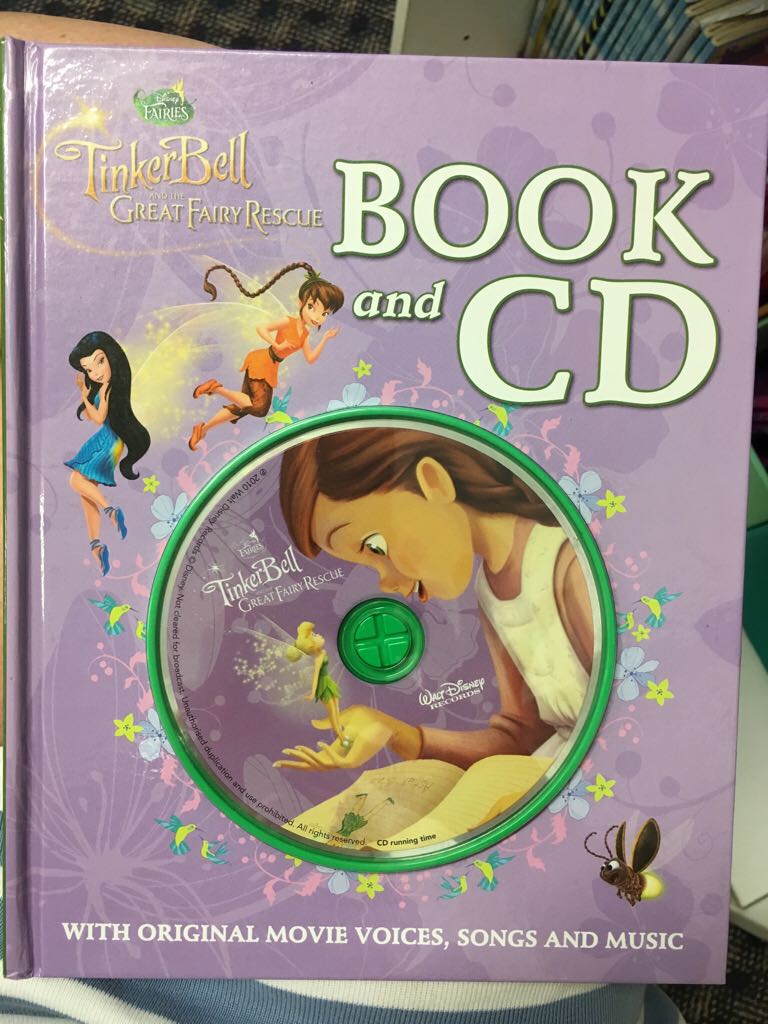 Disney
FAIRIES
TinkerBell
AND THE
GREAT FAIRY RESCUE
BOOK
and CD
℗ 2010 Walt Disney Records © Disney. Not cleared for broadcast. Unauthorised duplication and use prohibited. All rights reserved. CD running time
FAIRIES
TinkerBell
GREAT FAIRY RESCUE
WALT DISNEY
RECORDS
WITH ORIGINAL MOVIE VOICES, SONGS AND MUSIC